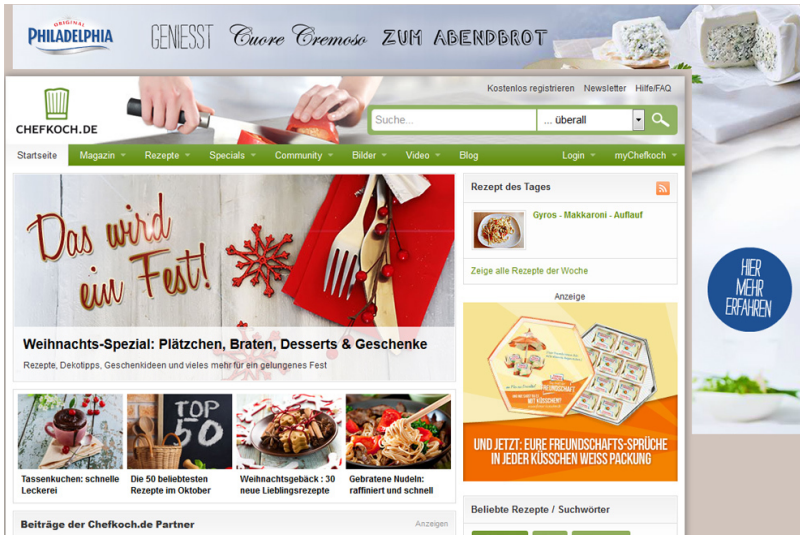 ORIGINAL
PHILADELPHIA
GENIESST Cuore Cremoso ZUM ABENDBROT
Kostenlos registrieren Newsletter Hilfe/FAQ
CHEFKOCH.DE
Suche... ... überall
Startseite Magazin Rezepte Specials Community Bilder Video Blog Login myChefkoch
Das wird
ein Fest!
Weihnachts-Spezial: Plätzchen, Braten, Desserts & Geschenke
Rezepte, Dekotipps, Geschenkideen und vieles mehr für ein gelungenes Fest
Rezept des Tages
Gyros - Makkaroni - Auflauf
Zeige alle Rezepte der Woche
Anzeige
FREUNDSCHAFT
MIT KÜSSCHEN!
UND JETZT: EURE FREUNDSCHAFTS-SPRÜCHE
IN JEDER KÜSSCHEN WEISS PACKUNG
HIER
MEHR
ERFAHREN
TOP
50
Tassenkuchen: schnelle
Leckerei
Die 50 beliebtesten
Rezepte im Oktober
Weihnachtsgebäck : 30
neue Lieblingsrezepte
Gebratene Nudeln:
raffiniert und schnell
Beiträge der Chefkoch.de Partner Anzeigen
Beliebte Rezepte / Suchwörter